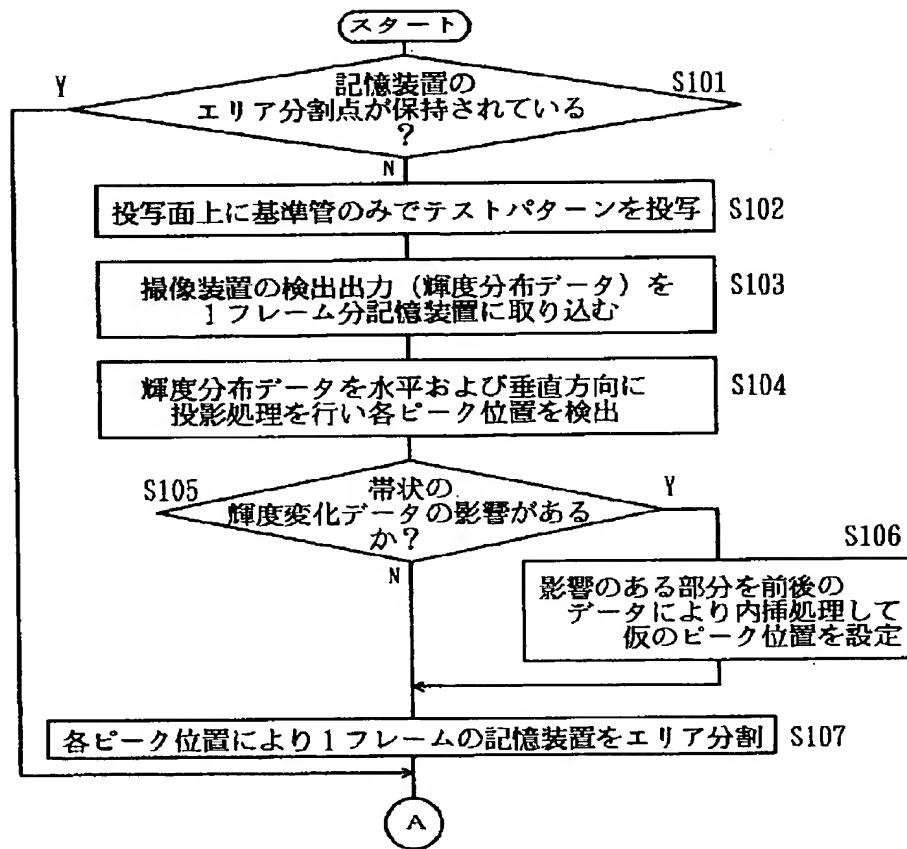 スタート
Y
記憶装置の
エリア分割点が保持されている
?
S101
N
投写面上に基準管のみでテストパターンを投写
S102
撮像装置の検出出力（輝度分布データ）を
1フレーム分記憶装置に取り込む
S103
輝度分布データを水平および垂直方向に
投影処理を行い各ピーク位置を検出
S104
S105
帯状の
輝度変化データの影響がある
か?
Y
N
S106
影響のある部分を前後の
データにより内挿処理して
仮のピーク位置を設定
各ピーク位置により1フレームの記憶装置をエリア分割
S107
A